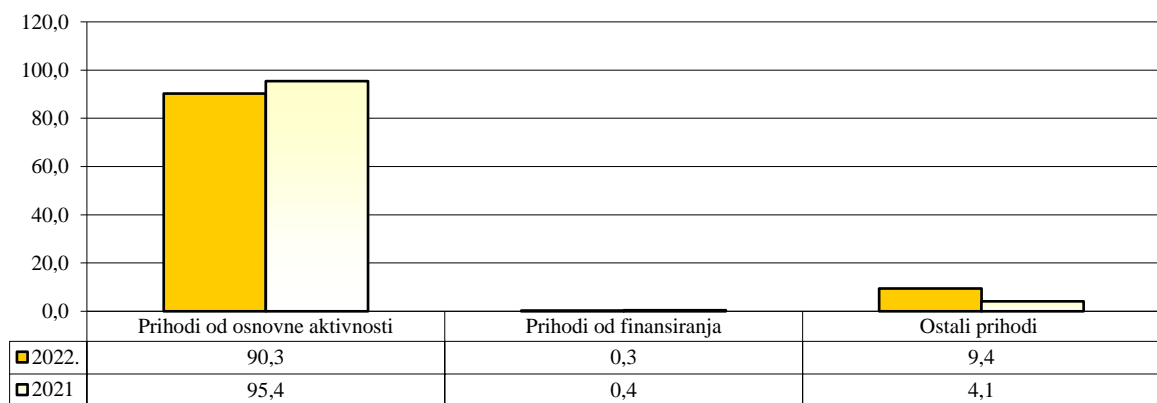 120,0
100,0
80,0
60,0
40,0
20,0
0,0
Prihodi od osnovne aktivnosti Prihodi od finansiranja Ostali prihodi
2022. 90,3 0,3 9,4
2021 95,4 0,4 4,1